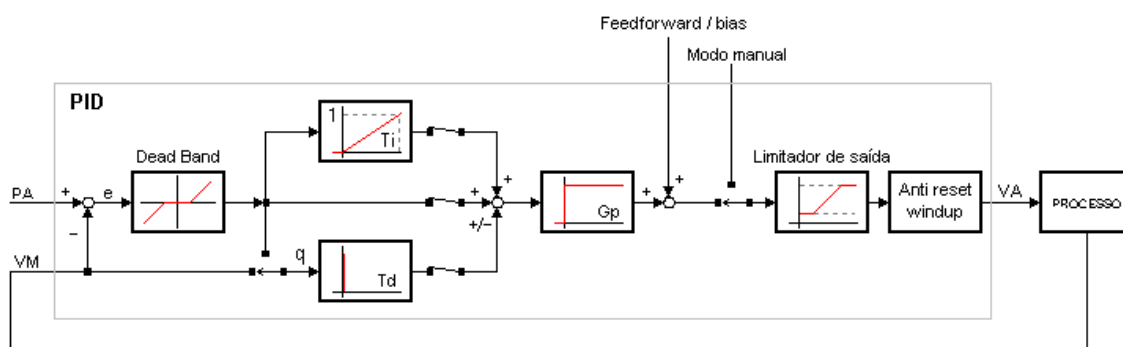 Feedforward / bias
Modo manual
PID
1
Ti
Dead Band
Limitador de saída
PA
+
e
+
+
+
+
Gp
Anti reset windup
VA
PROCESSO
−
+/−
VM
q
Td